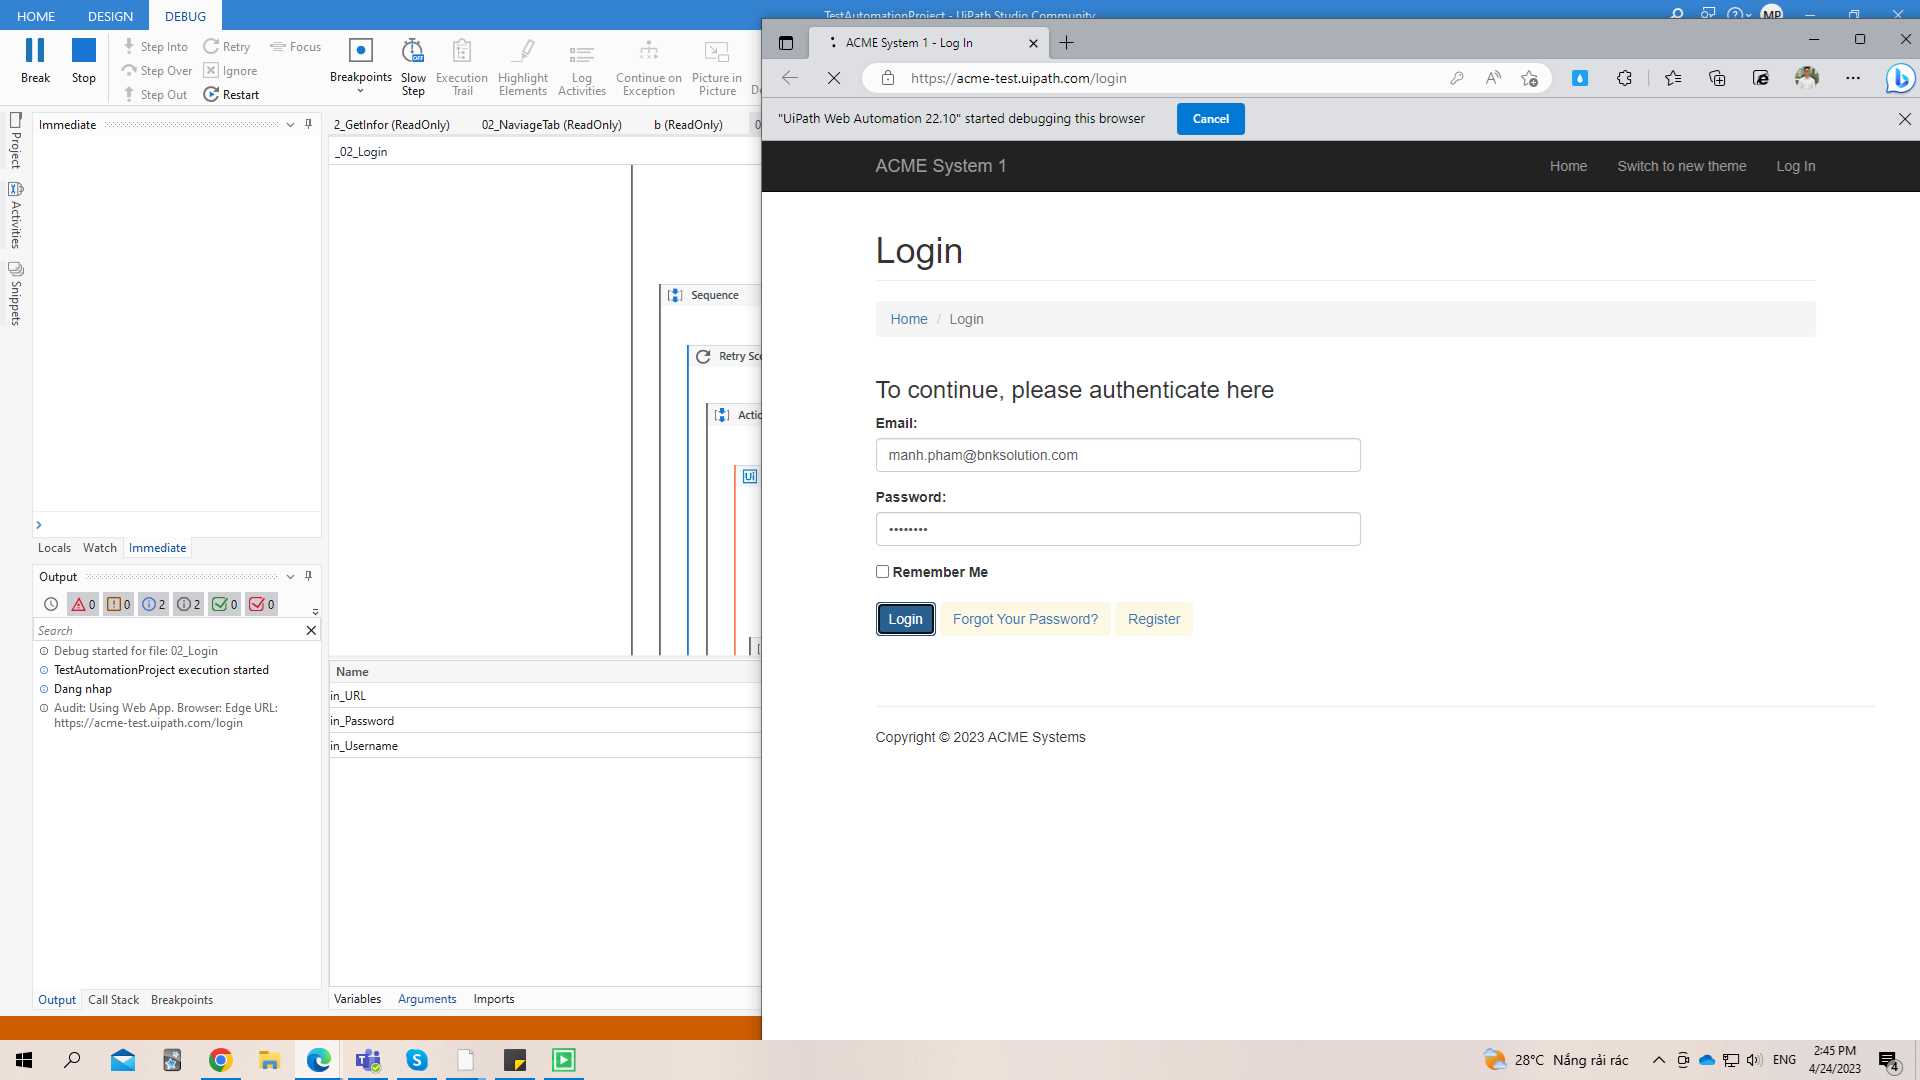 HOME DESIGN DEBUG
TestAutomationProject - UiPath Studio Community
MP
Break
Stop
Step Into
Step Over
Step Out
Retry
Ignore
Restart
Focus
Breakpoints
Slow Step
Execution Trail
Highlight Elements
Log Activities
Continue on Exception
Picture in Picture
Project
Activities
Snippets
Immediate
Locals Watch Immediate
Output
0 0 2 2 0 0
Search
Debug started for file: 02_Login
TestAutomationProject execution started
Dang nhap
Audit: Using Web App. Browser: Edge URL:
https://acme-test.uipath.com/login
Output Call Stack Breakpoints
2_GetInfor (ReadOnly) 02_NaviageTab (ReadOnly) b (ReadOnly) 0
_02_Login
Sequence
Retry Sco
Actio
Ui
Name
in_URL
in_Password
in_Username
Variables Arguments Imports
ACME System 1 - Log In
https://acme-test.uipath.com/login
"UiPath Web Automation 22.10" started debugging this browser
Cancel
ACME System 1
Home Switch to new theme Log In
Login
Home / Login
To continue, please authenticate here
Email:
manh.pham@bnksolution.com
Password:
••••••••
Remember Me
Login Forgot Your Password? Register
Copyright © 2023 ACME Systems
28°C Nắng rải rác
ENG
2:45 PM
4/24/2023
4